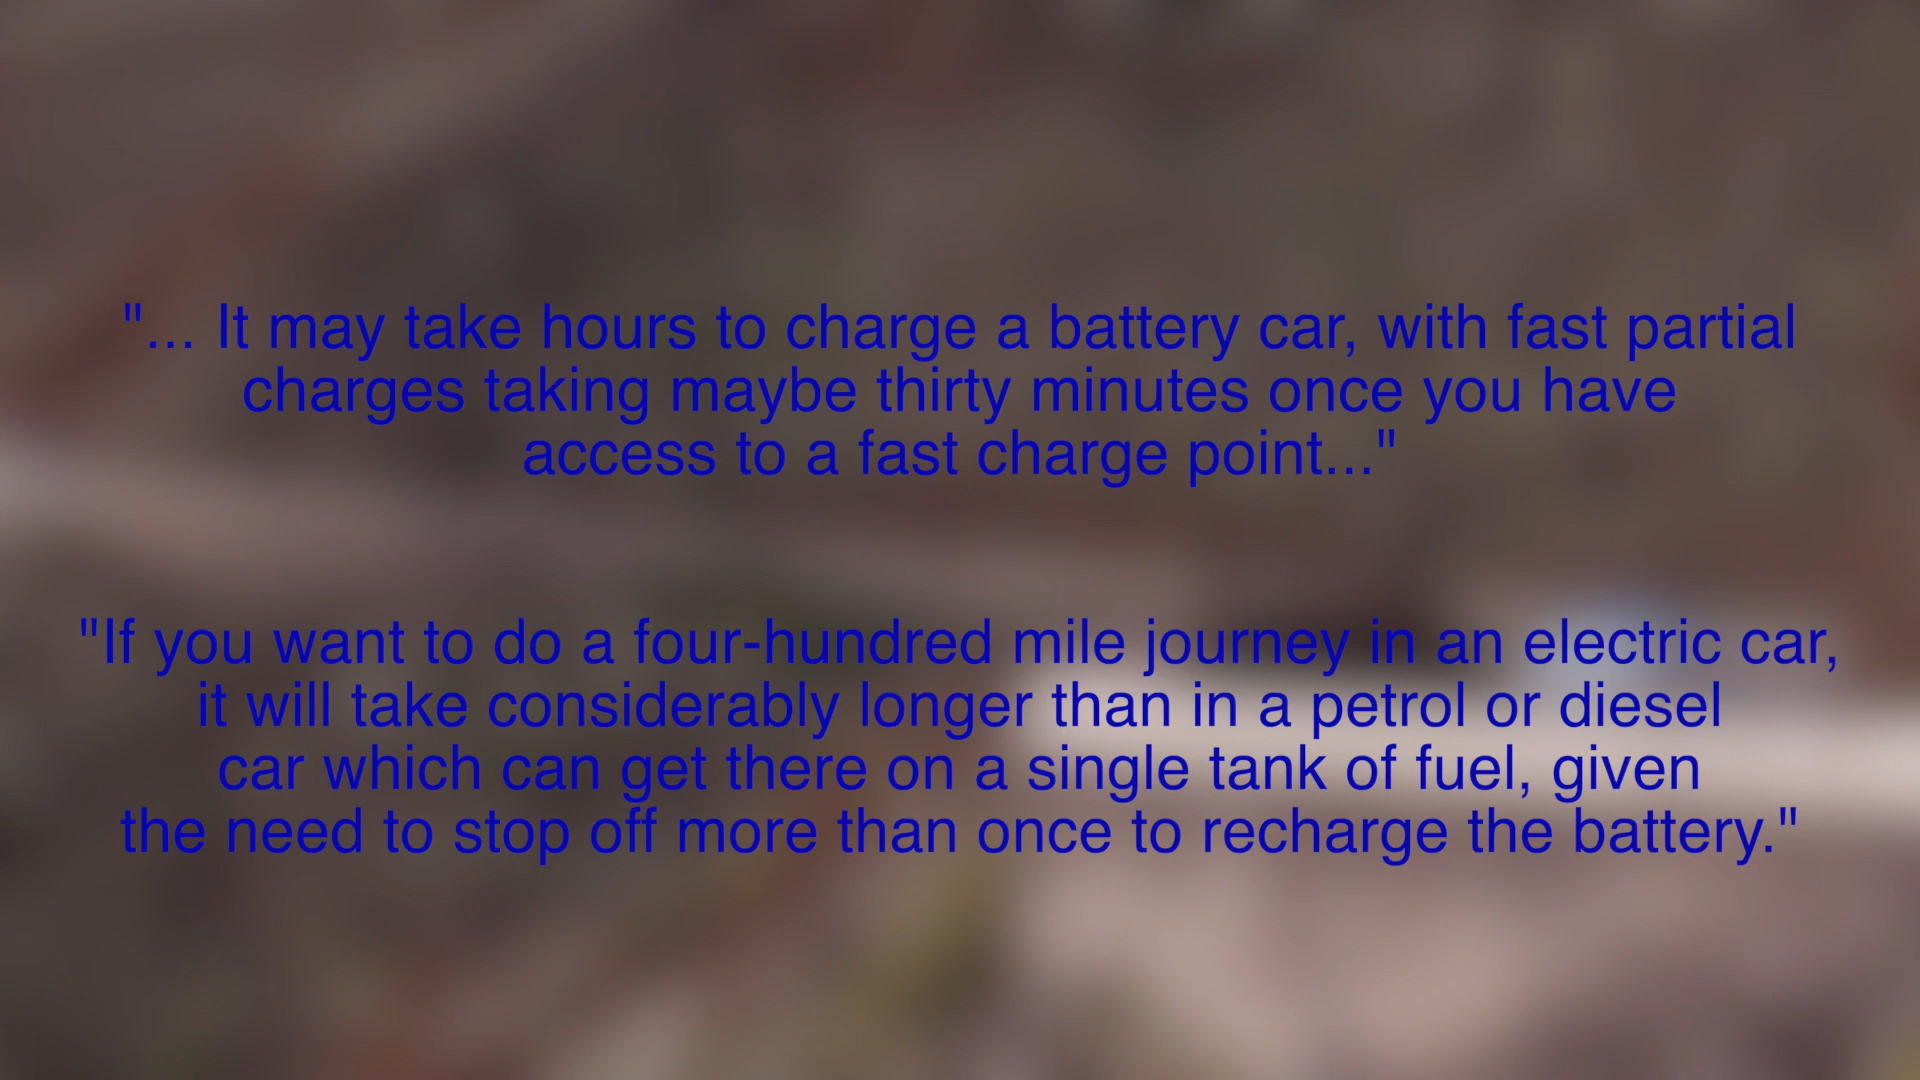 "... It may take hours to charge a battery car, with fast partial
charges taking maybe thirty minutes once you have
access to a fast charge point..."
"If you want to do a four-hundred mile journey in an electric car,
it will take considerably longer than in a petrol or diesel
car which can get there on a single tank of fuel, given
the need to stop off more than once to recharge the battery."